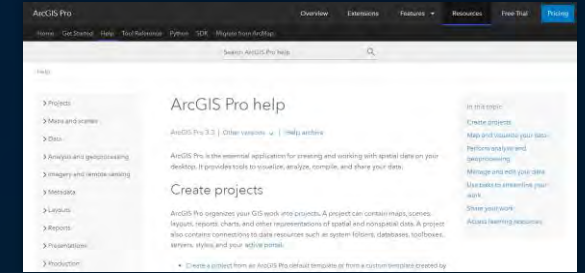 ArcGIS Pro
Overview Extensions Features Resources Free Trial Pricing
Home Get Started Help Tool Reference Python SDK Migrate from ArcMap
Search ArcGIS Pro help
Help
Projects
Maps and scenes
Data
Analysis and geoprocessing
Imagery and remote sensing
Metadata
Layouts
Reports
Presentations
Production
ArcGIS Pro help
ArcGIS Pro 3.3 | Other versions | Help archive
ArcGIS Pro is the essential application for creating and working with spatial data on your
desktop. It provides tools to visualize, analyze, compile, and share your data.
Create projects
ArcGIS Pro organizes your GIS work into projects. A project can contain maps, scenes,
layouts, reports, charts, and other representations of spatial and nonspatial data. A project
also contains connections to data resources such as system folders, databases, toolboxes,
servers, styles and your active portal.
• Create a project from an ArcGIS Pro default template or from a custom template created by
In this topic
Create projects
Map and visualize your data
Perform analysis and
geoprocessing
Manage and edit your data
Use tasks to streamline your
work
Share your work
Access learning resources